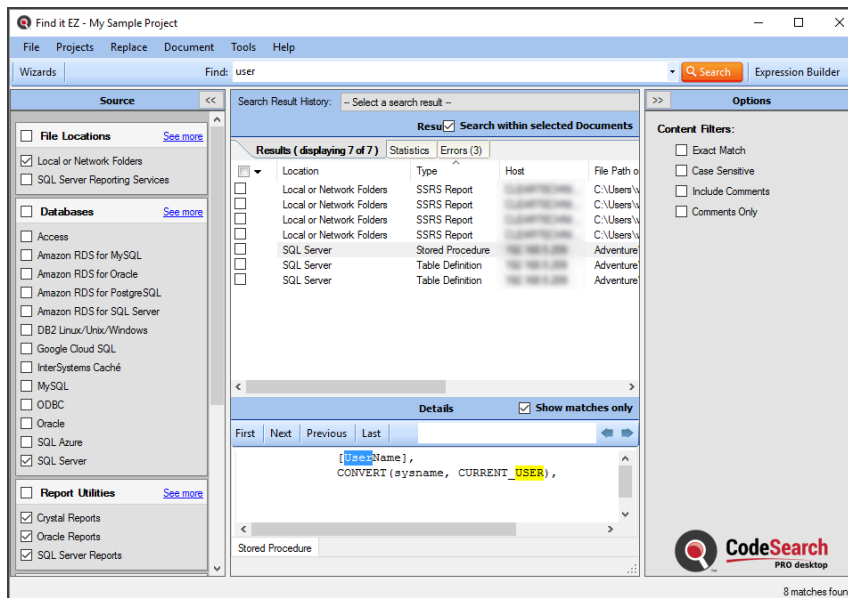 Find it EZ - My Sample Project
File Projects Replace Document Tools Help
Wizards Find: user Search Expression Builder
Source <<
File Locations See more
Local or Network Folders
SQL Server Reporting Services
Databases See more
Access
Amazon RDS for MySQL
Amazon RDS for Oracle
Amazon RDS for PostgreSQL
Amazon RDS for SQL Server
DB2 Linux/Unix/Windows
Google Cloud SQL
InterSystems Caché
MySQL
ODBC
Oracle
SQL Azure
SQL Server
Report Utilities See more
Crystal Reports
Oracle Reports
SQL Server Reports
Search Result History: -- Select a search result --
Resu Search within selected Documents
Results ( displaying 7 of 7 ) Statistics Errors (3)
Location Type Host File Path o
Local or Network Folders SSRS Report C:\Users\v
Local or Network Folders SSRS Report C:\Users\v
Local or Network Folders SSRS Report C:\Users\v
Local or Network Folders SSRS Report C:\Users\v
SQL Server Stored Procedure Adventure
SQL Server Table Definition Adventure
SQL Server Table Definition Adventure
Details Show matches only
First Next Previous Last
[UserName],
CONVERT(sysname, CURRENT_USER),
Stored Procedure
>> Options
Content Filters:
Exact Match
Case Sensitive
Include Comments
Comments Only
CodeSearch
PRO desktop
8 matches foun